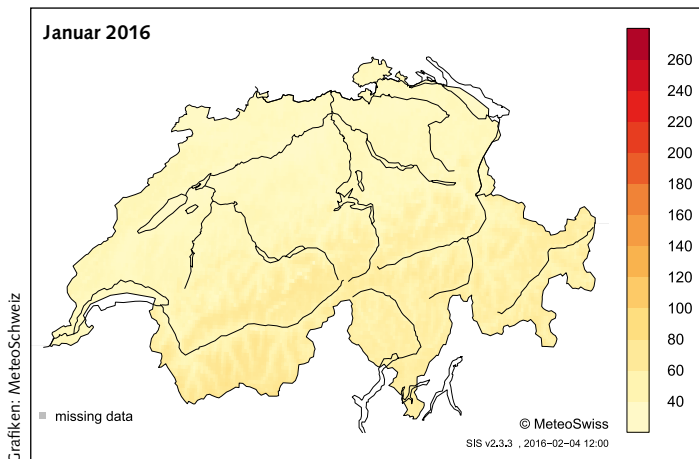 Januar 2016
260
240
220
200
180
160
140
120
100
80
60
40
missing data
© MeteoSwiss
SIS v2.3.3 , 2016-02-04 12:00
Grafiken: MeteoSchweiz